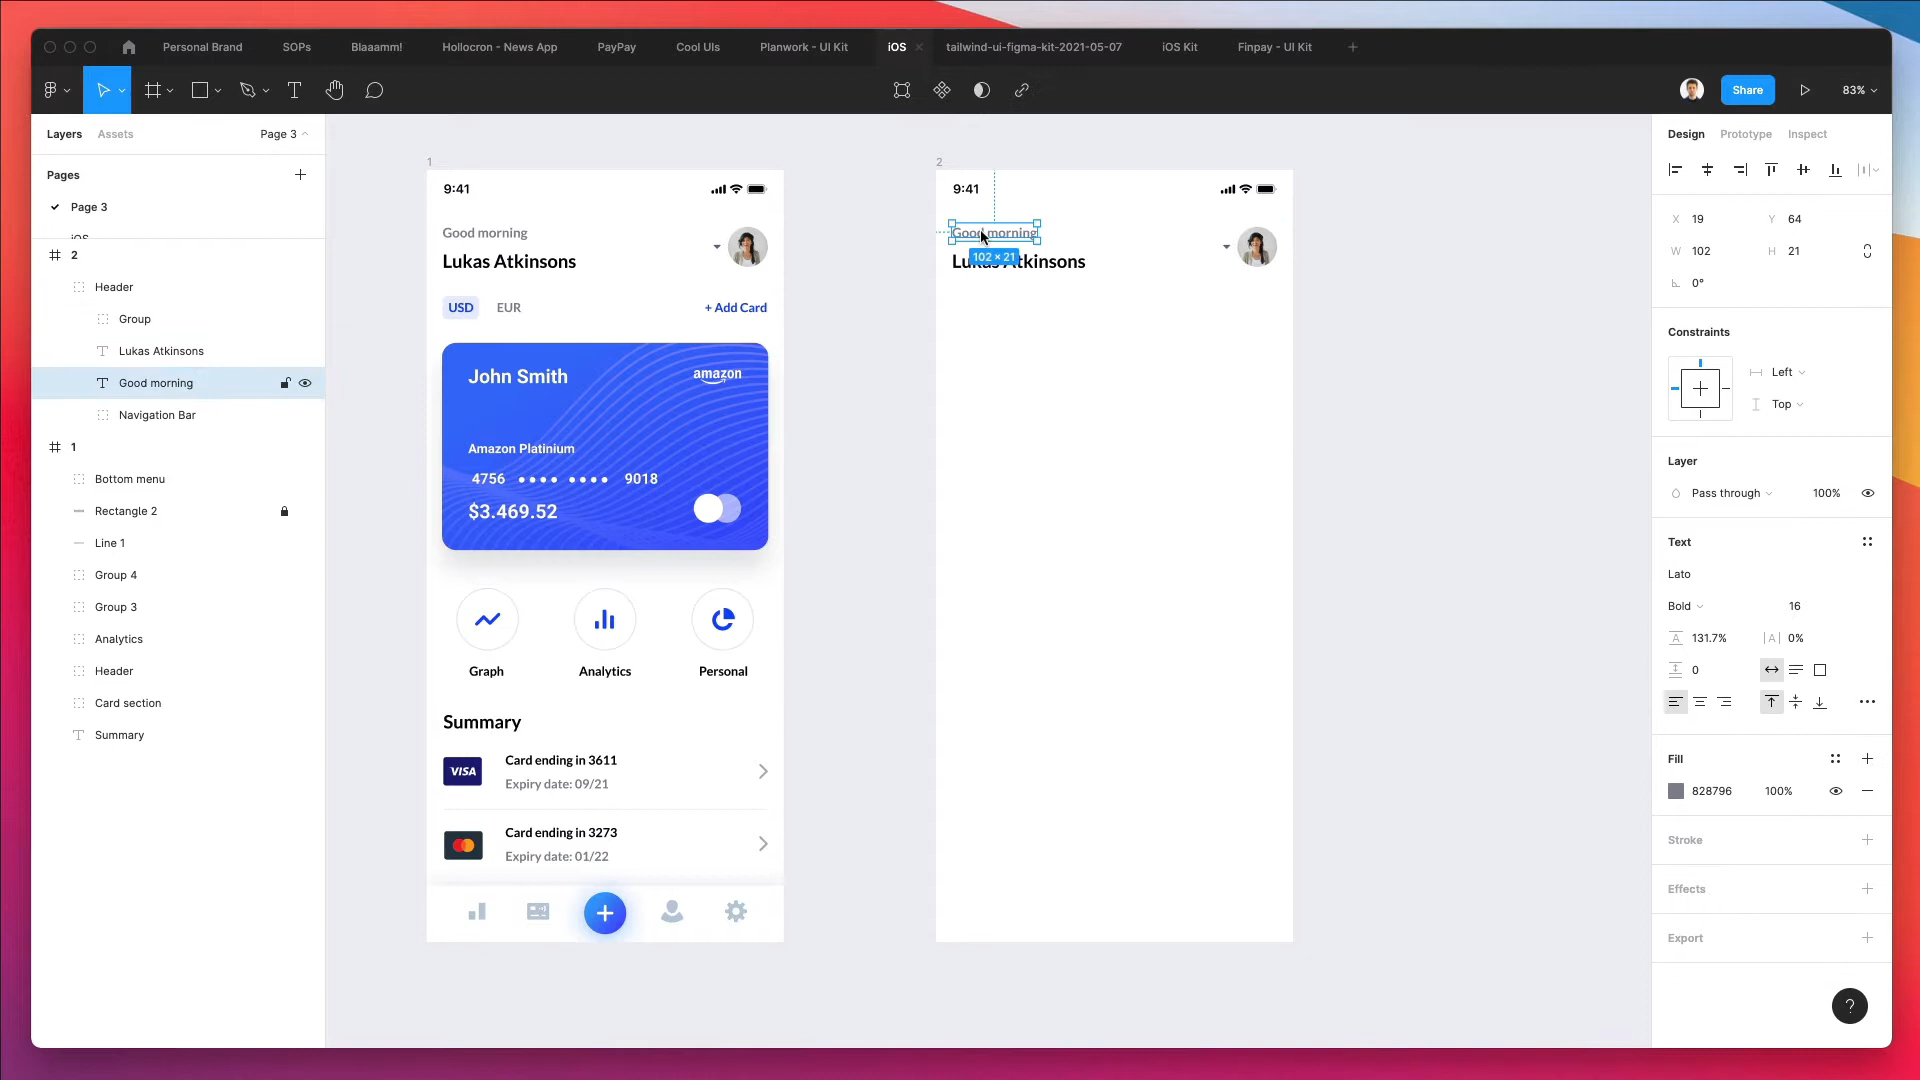 Personal Brand
SOPs
Blaaamm!
Hollocron - News App
PayPay
Cool UIs
Planwork - UI Kit
iOS
tailwind-ui-figma-kit-2021-05-07
iOS Kit
Finpay - UI Kit
Share
83%
Layers
Assets
Page 3
Pages
Page 3
iOS
2
Header
Group
Lukas Atkinsons
Good morning
Navigation Bar
1
Bottom menu
Rectangle 2
Line 1
Group 4
Group 3
Analytics
Header
Card section
Summary
1
9:41
Good morning
Lukas Atkinsons
USD
EUR
+ Add Card
John Smith
amazon
Amazon Platinium
4756 •••• •••• 9018
$3.469.52
Graph
Analytics
Personal
Summary
VISA
Card ending in 3611
Expiry date: 09/21
Card ending in 3273
Expiry date: 01/22
2
9:41
Good morning
102 × 21
Lukas Atkinsons
Design
Prototype
Inspect
X 19
Y 64
W 102
H 21
0°
Constraints
Left
Top
Layer
Pass through
100%
Text
Lato
Bold
16
A 131.7%
|A| 0%
0
Fill
828796
100%
Stroke
Effects
Export
?